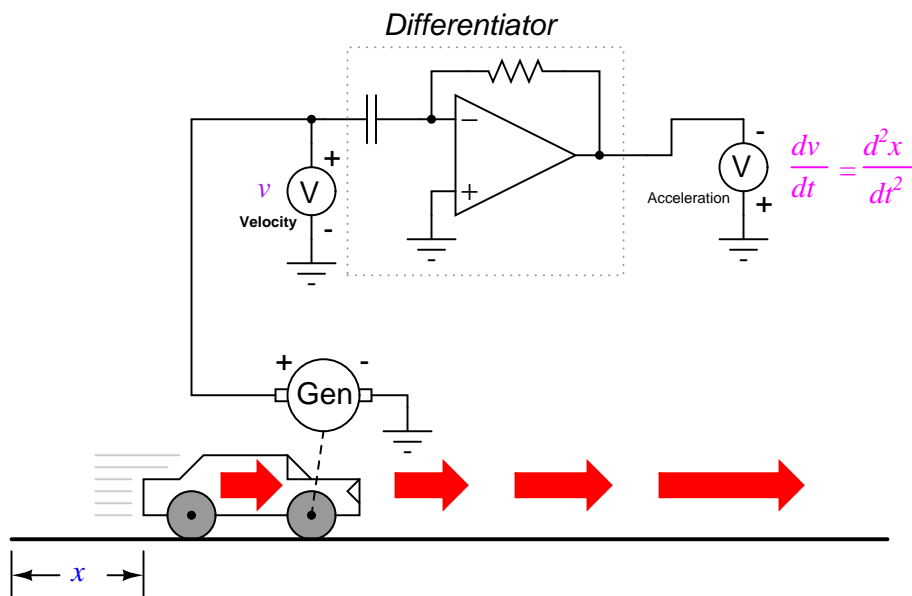 Differentiator
−
+
+
V
-
v
Velocity
-
V
+
Acceleration
dv/dt = d²x/dt²
+
-
Gen
x